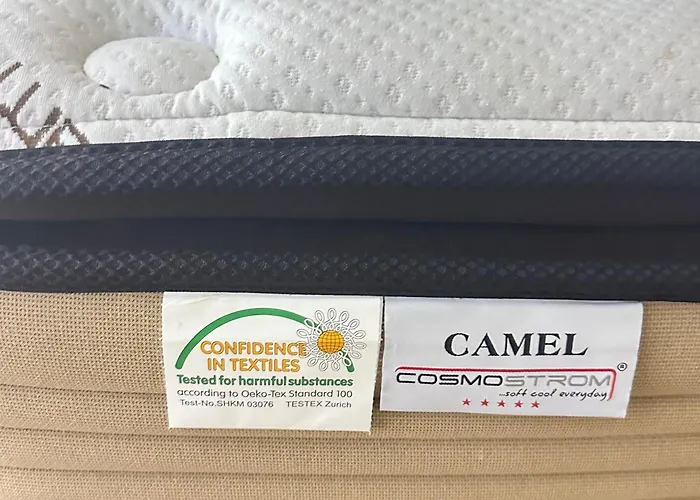 CONFIDENCE
IN TEXTILES
Tested for harmful substances
according to Oeko-Tex Standard 100
Test-No.SHKM 03076 TESTEX Zurich
CAMEL
COSMOSTROM®
...soft cool everyday